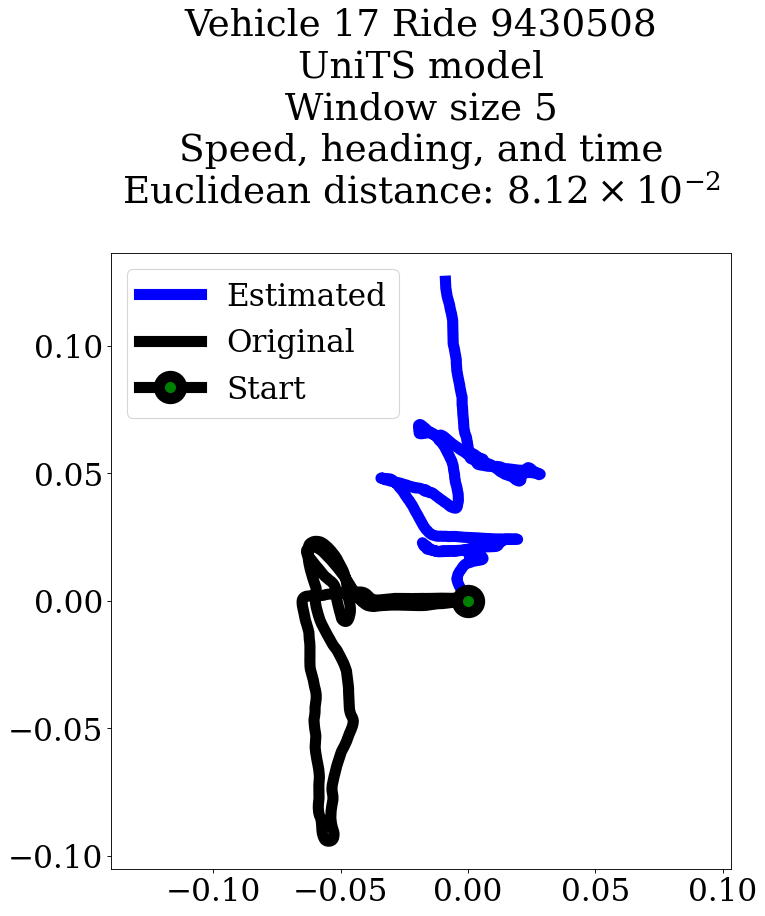 Vehicle 17 Ride 9430508
UniTS model
Window size 5
Speed, heading, and time
Euclidean distance: 8.12 × 10⁻²
Estimated
Original
Start
0.10
0.05
0.00
−0.05
−0.10
−0.10 −0.05 0.00 0.05 0.10